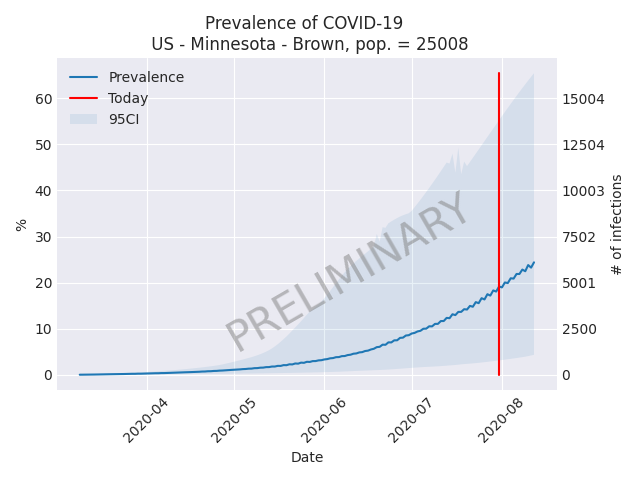 Prevalence of COVID-19
US - Minnesota - Brown, pop. = 25008
Prevalence
Today
95CI
60
50
40
30
20
10
0
%
15004
12504
10003
7502
5001
2500
0
# of infections
PRELIMINARY
2020-04
2020-05
2020-06
2020-07
2020-08
Date